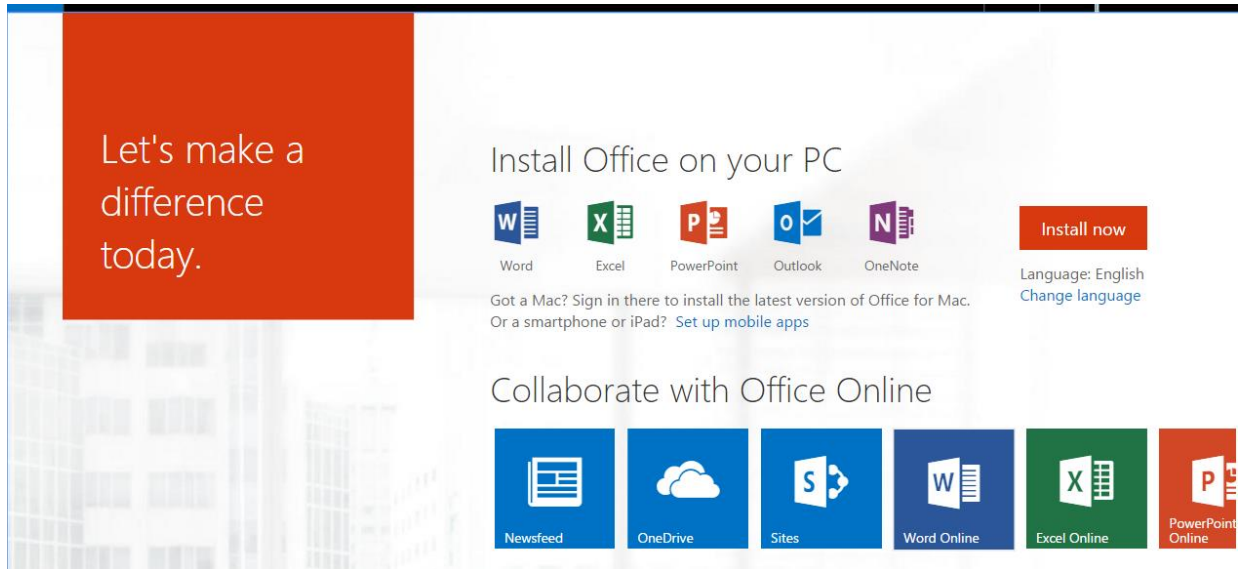 Let's make a
difference
today.
Install Office on your PC
Word Excel PowerPoint Outlook OneNote
Install now
Language: English
Change language
Got a Mac? Sign in there to install the latest version of Office for Mac.
Or a smartphone or iPad? Set up mobile apps
Collaborate with Office Online
Newsfeed OneDrive Sites Word Online Excel Online PowerPoint
Online